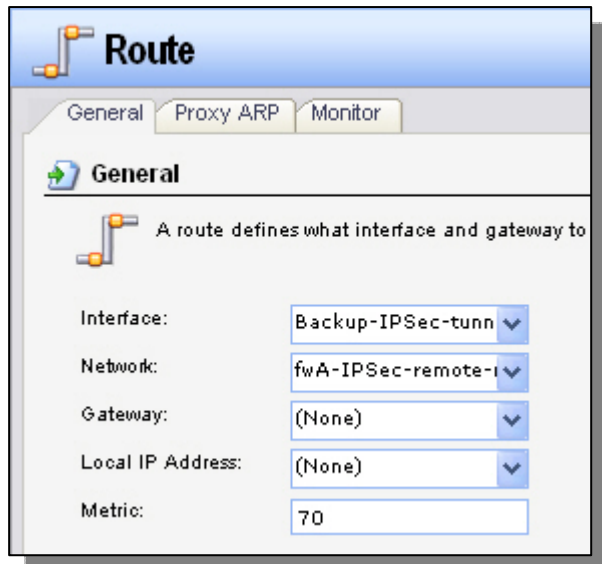 Route
General Proxy ARP Monitor
General
A route defines what interface and gateway to
Interface: Backup-IPSec-tunn
Network: fwA-IPSec-remote-
Gateway: (None)
Local IP Address: (None)
Metric: 70